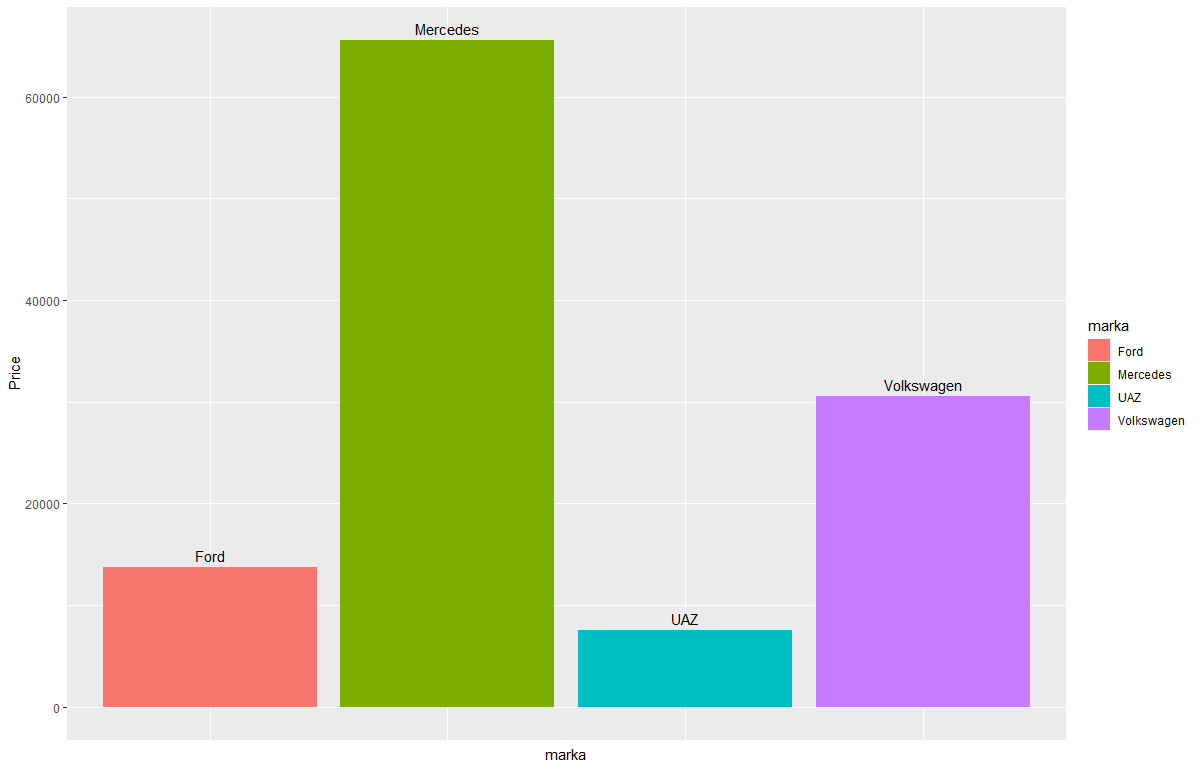 Mercedes
60000
40000
Price
Volkswagen
20000
Ford
UAZ
0
marka
marka
Ford
Mercedes
UAZ
Volkswagen